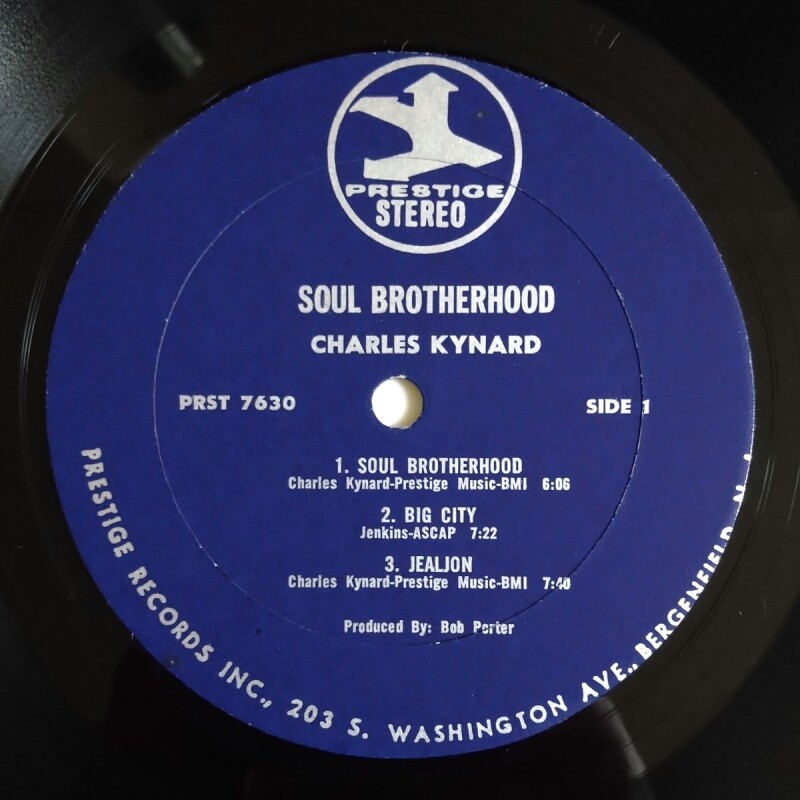 PRESTIGE
STEREO
SOUL BROTHERHOOD
CHARLES KYNARD
PRST 7630
SIDE 1
1. SOUL BROTHERHOOD
Charles Kynard-Prestige Music-BMI 6:06
2. BIG CITY
Jenkins-ASCAP 7:22
3. JEALJON
Charles Kynard-Prestige Music-BMI 7:40
Produced By: Bob Porter
PRESTIGE RECORDS INC., 203 S. WASHINGTON AVE., BERGENFIELD, N.J.